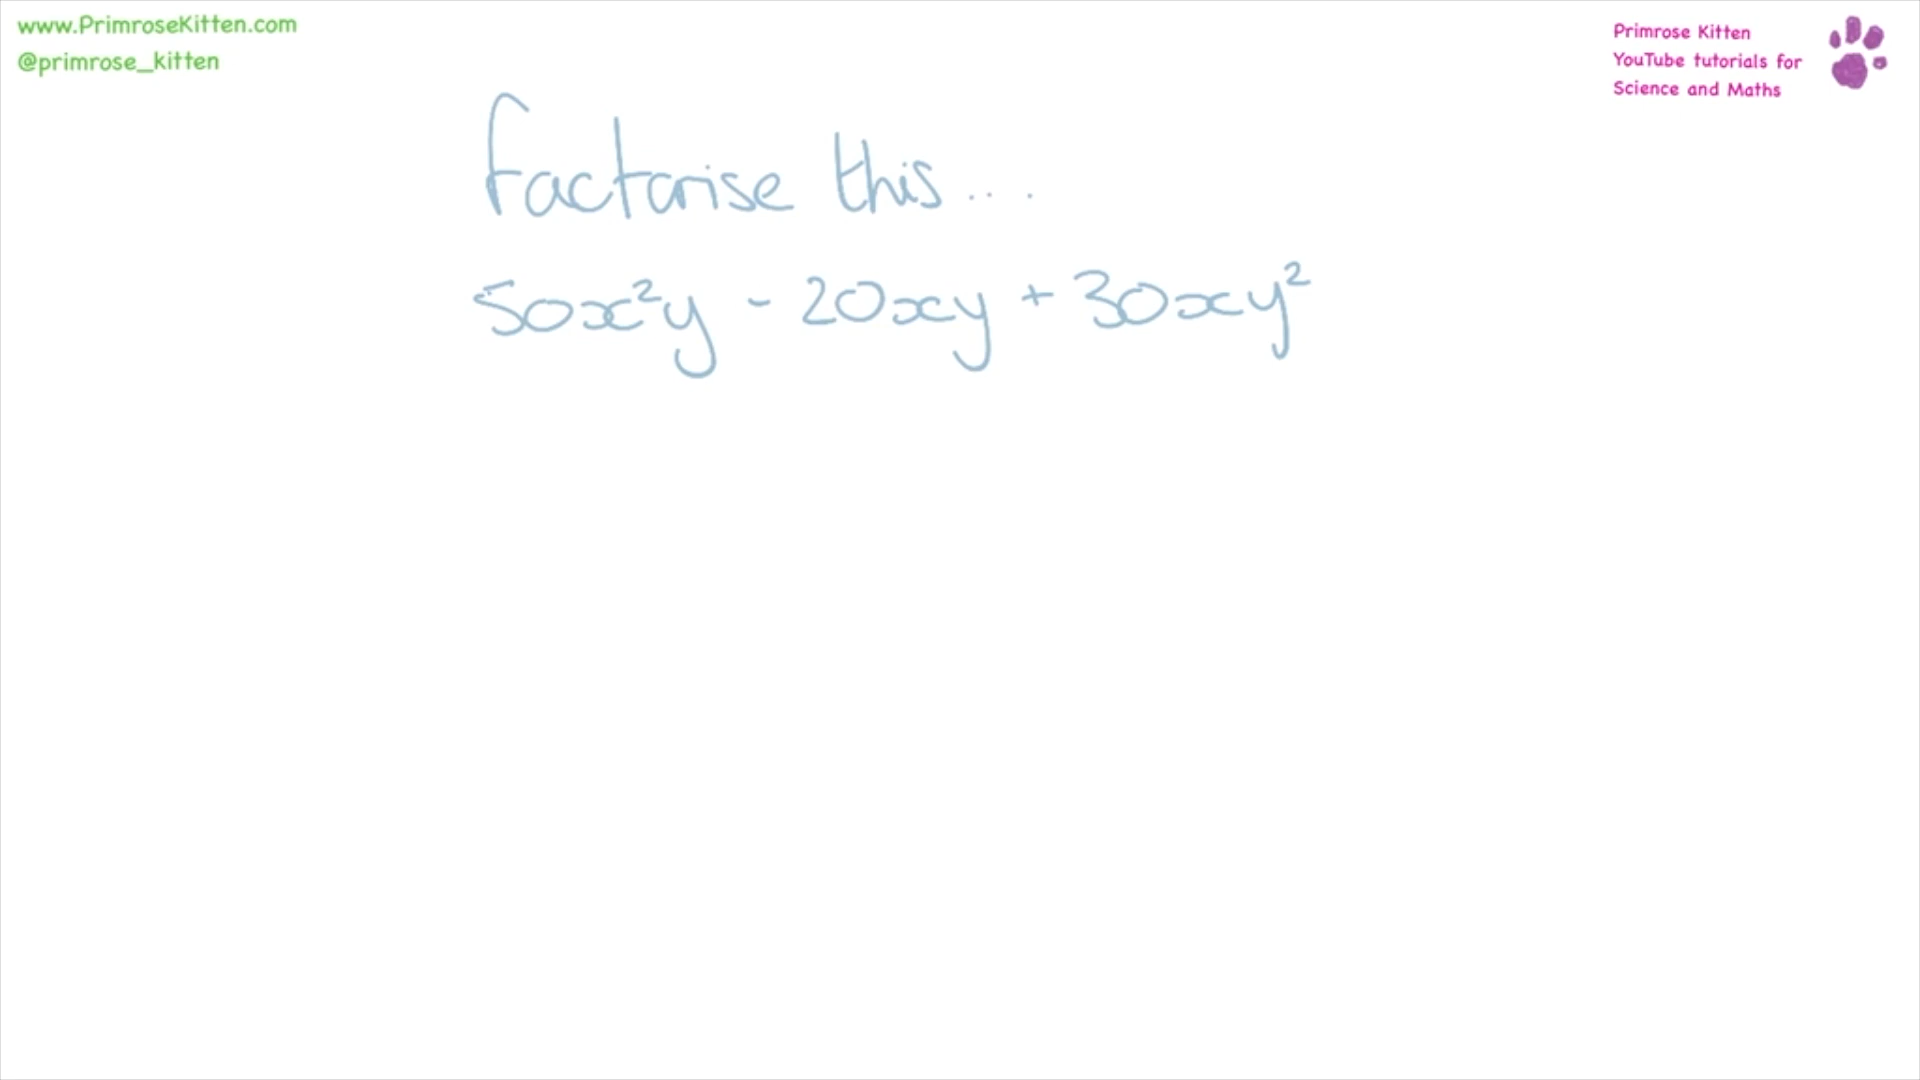 www.PrimroseKitten.com
@primrose_kitten
Primrose Kitten
YouTube tutorials for
Science and Maths
Factorise this....
50x²y - 20xy + 30xy²